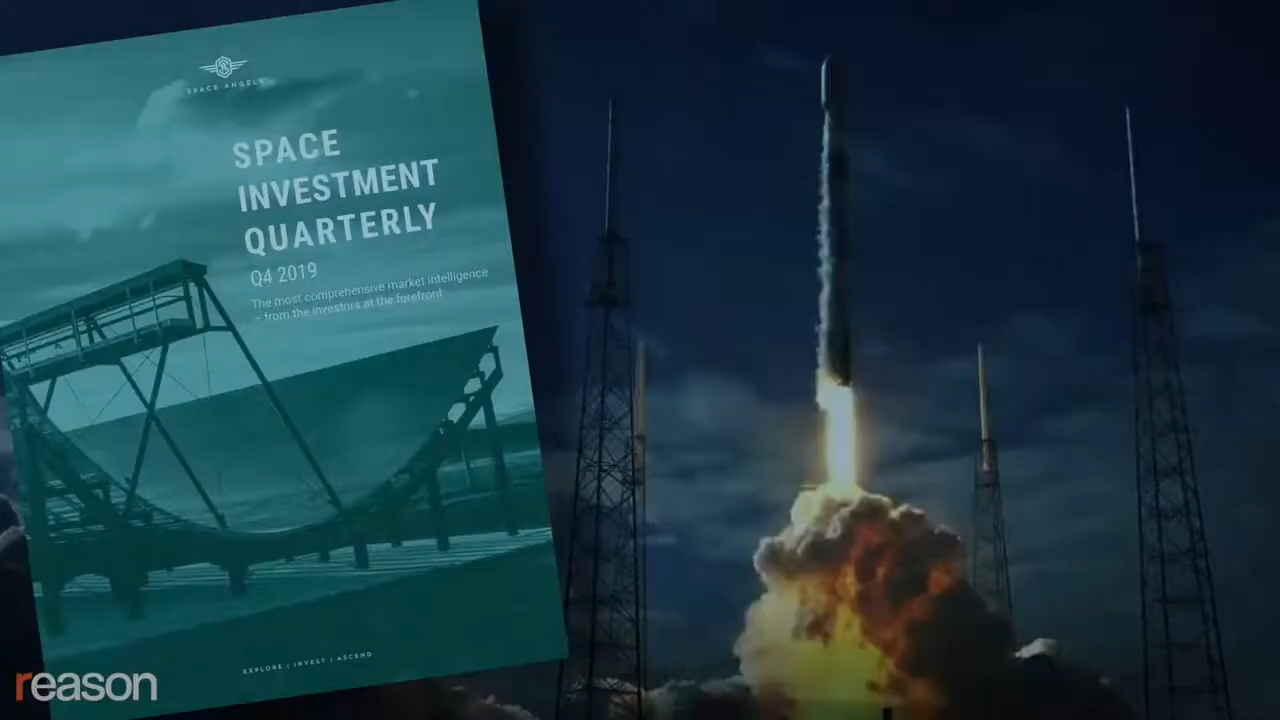 SPACE ANGELS
SPACE
INVESTMENT
QUARTERLY
Q4 2019
The most comprehensive market intelligence
– from the investors at the forefront
EXPLORE | INVEST | ASCEND
reason